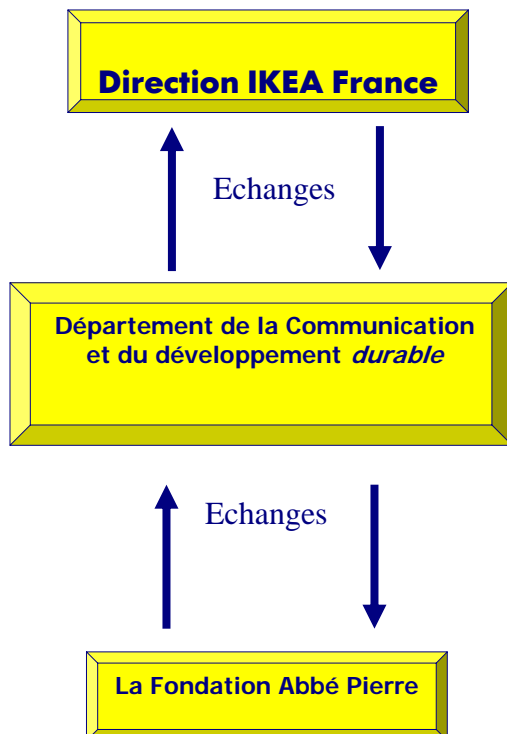 Direction IKEA France
Echanges
Département de la Communication
et du développement durable
Echanges
La Fondation Abbé Pierre